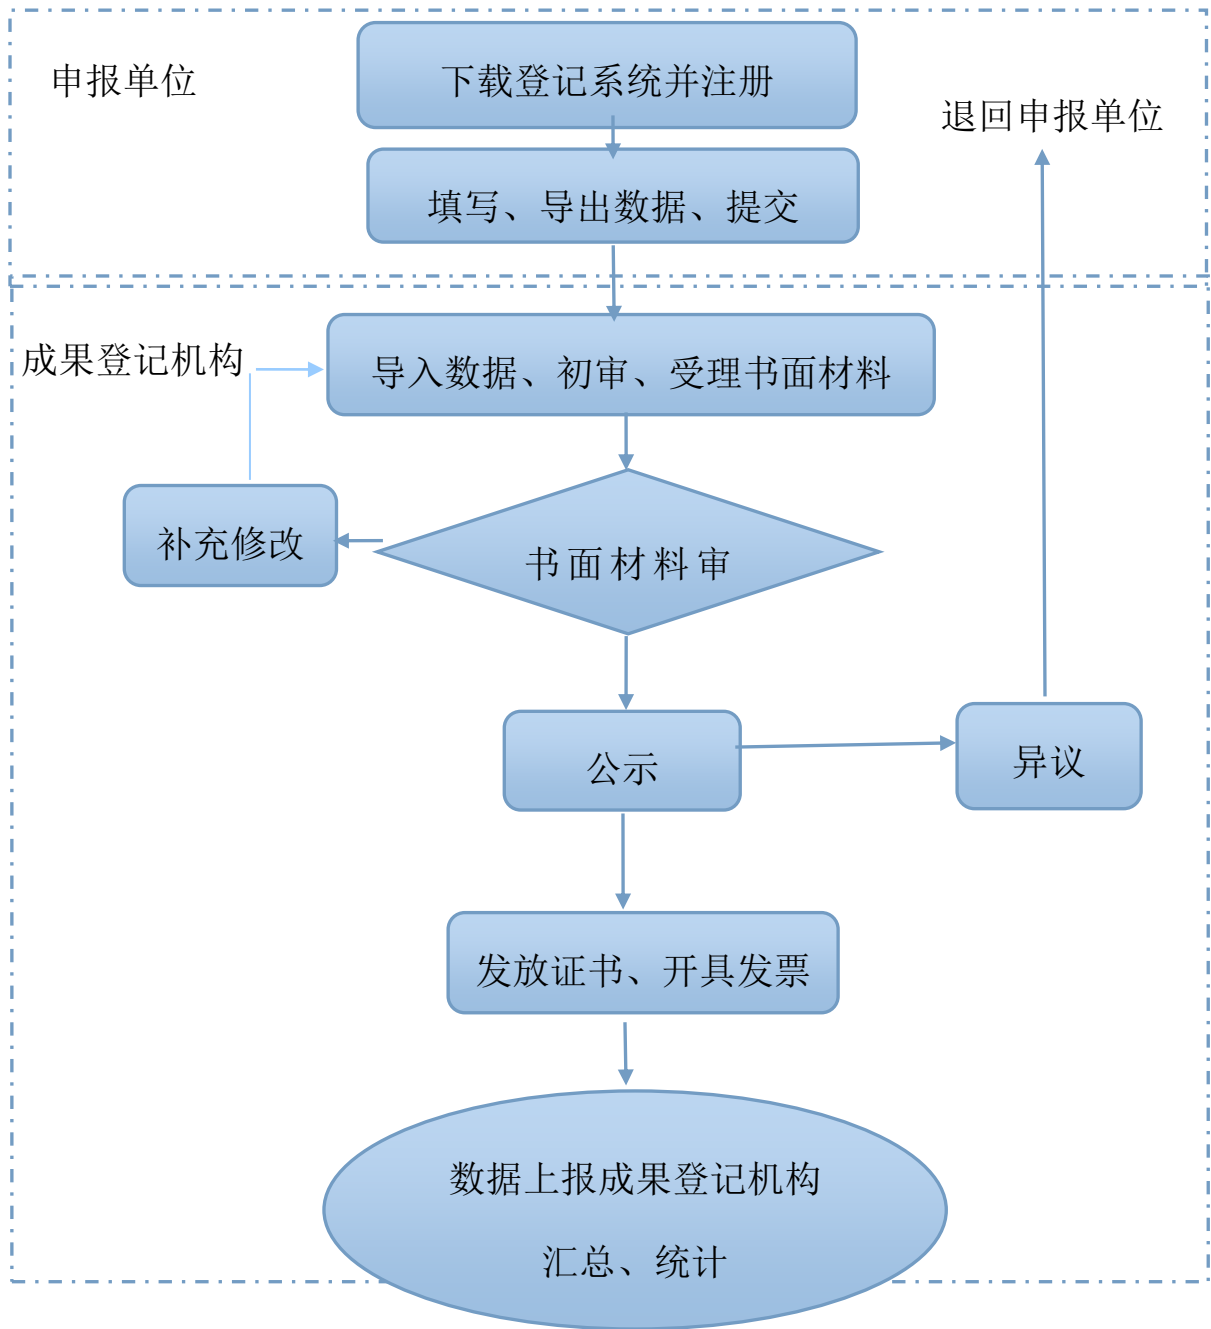 申报单位
下载登记系统并注册
退回申报单位
填写、导出数据、提交
成果登记机构
导入数据、初审、受理书面材料
补充修改
书面材料审
公示
异议
发放证书、开具发票
数据上报成果登记机构
汇总、统计